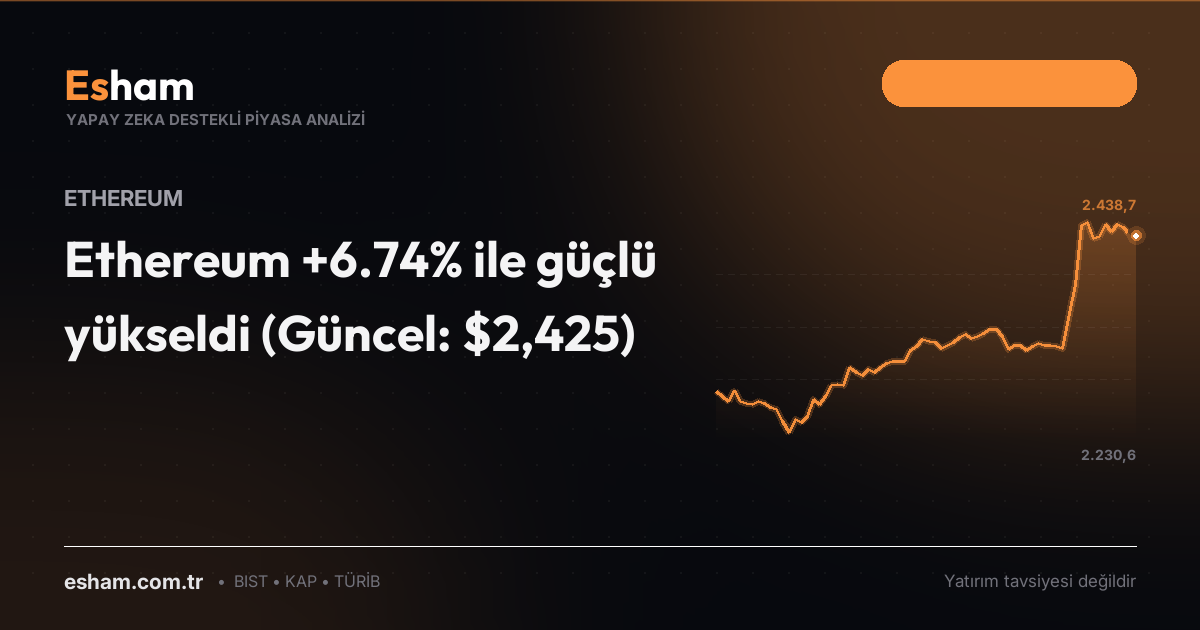 Esham
YAPAY ZEKA DESTEKLİ PİYASA ANALİZİ
ETHEREUM
Ethereum +6.74% ile güçlü
yükseldi (Güncel: $2,425)
2.438,7
2.230,6
esham.com.tr • BIST • KAP • TÜRİB
Yatırım tavsiyesi değildir